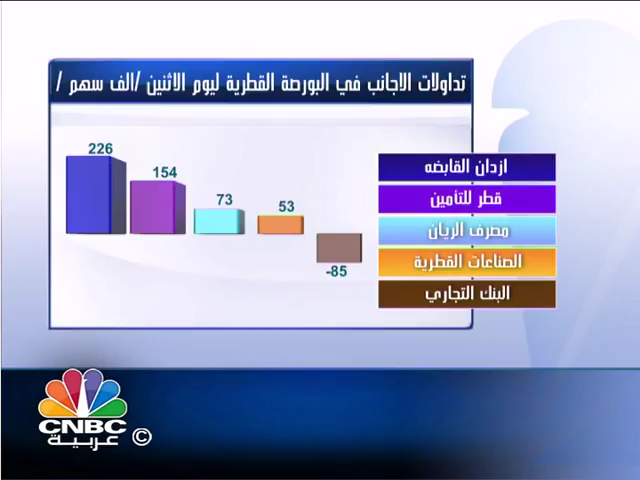 تداولات الاجانب في البورصة القطرية ليوم الاثنين /الف سهم /
226
154
73
53
-85
ازدان القابضه
قطر للتأمين
مصرف الريان
الصناعات القطرية
البنك التجاري
CNBC
عربية ©